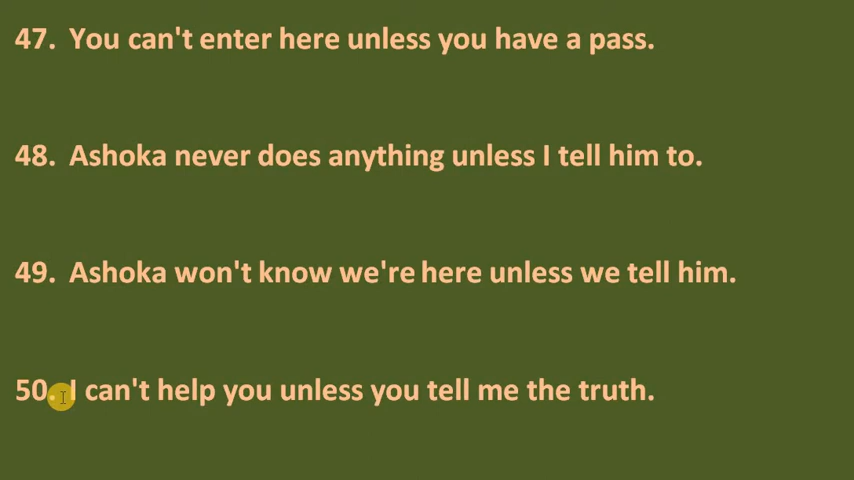 47. You can't enter here unless you have a pass.
48. Ashoka never does anything unless I tell him to.
49. Ashoka won't know we're here unless we tell him.
50. I can't help you unless you tell me the truth.